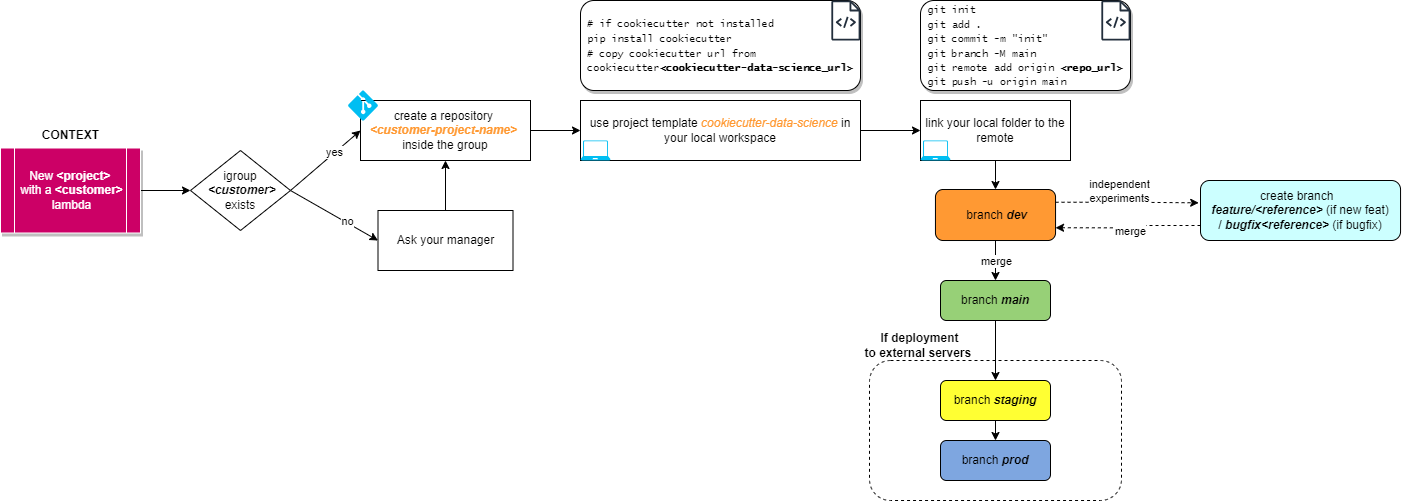 CONTEXT
New <project>
with a <customer>
lambda
igroup
<customer>
exists
yes
no
create a repository
<customer-project-name>
inside the group
Ask your manager
# if cookiecutter not installed
pip install cookiecutter
# copy cookiecutter url from
cookiecutter<cookiecutter-data-science_url>
use project template cookiecutter-data-science in
your local workspace
git init
git add .
git commit -m "init"
git branch -M main
git remote add origin <repo_url>
git push -u origin main
link your local folder to the
remote
branch dev
independent
experiments
merge
create branch
feature/<reference> (if new feat)
/ bugfix<reference> (if bugfix)
merge
branch main
If deployment
to external servers
branch staging
branch prod